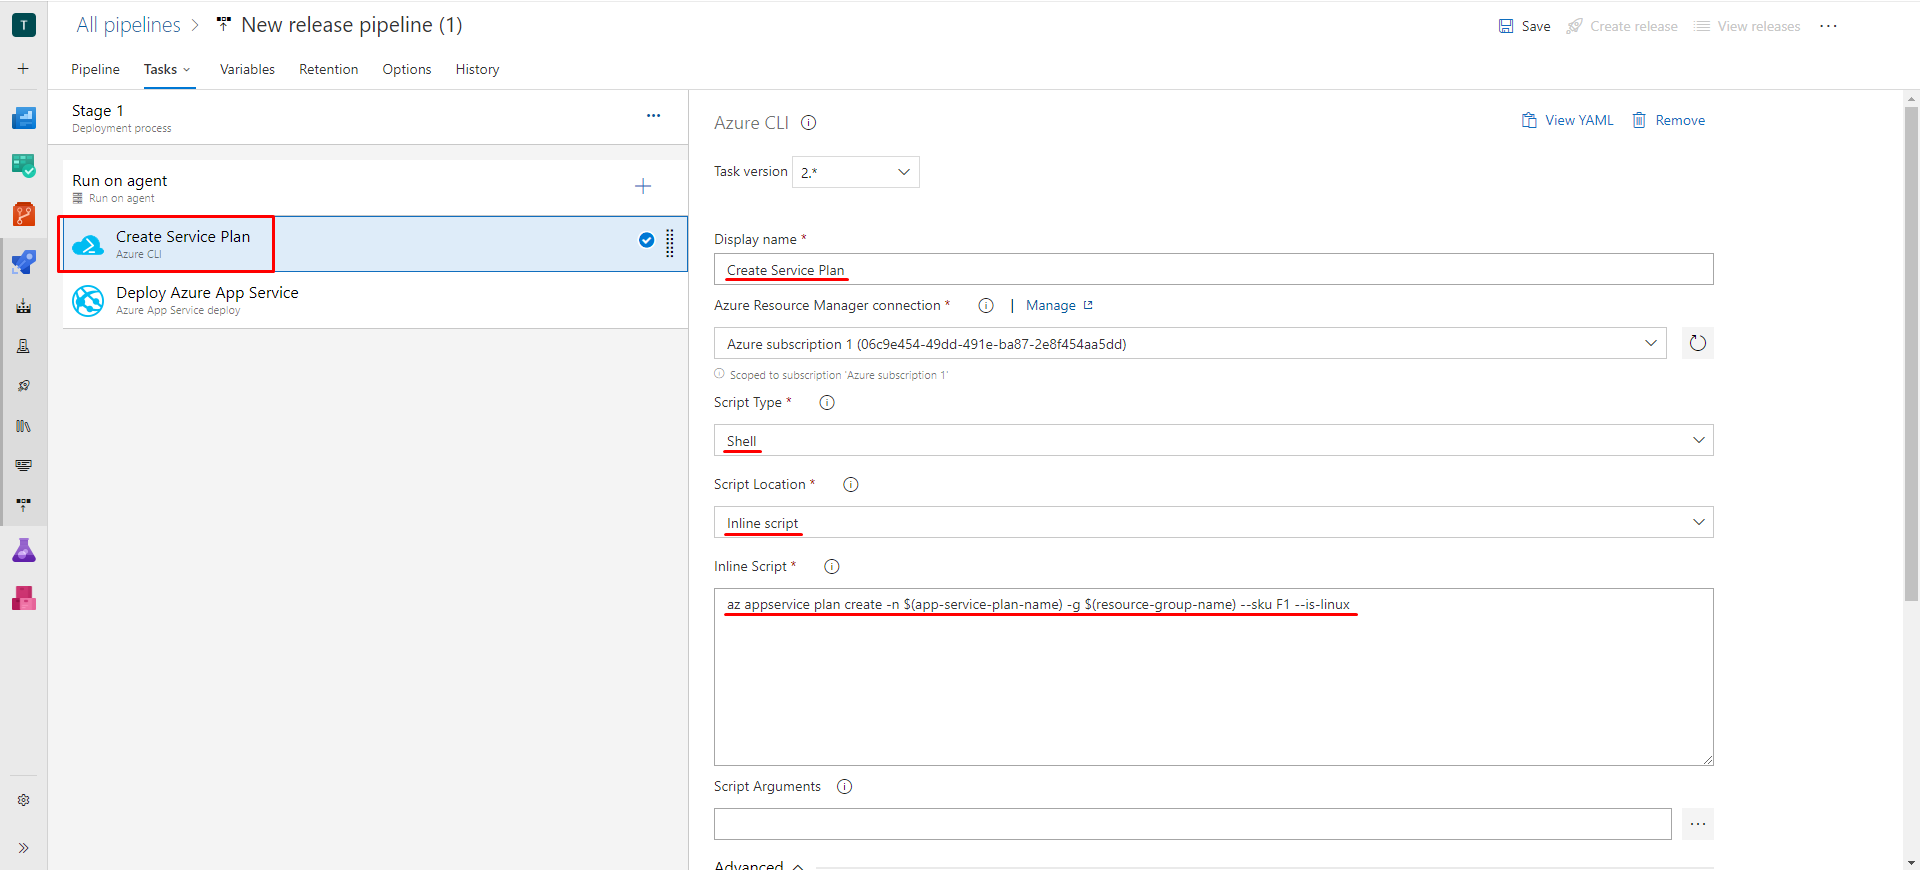 T
All pipelines
New release pipeline (1)
Save
Create release
View releases
Pipeline
Tasks
Variables
Retention
Options
History
Stage 1
Deployment process
Run on agent
Run on agent
Create Service Plan
Azure CLI
Deploy Azure App Service
Azure App Service deploy
Azure CLI
View YAML
Remove
Task version
2.*
Display name *
Create Service Plan
Azure Resource Manager connection *
| Manage
Azure subscription 1 (06c9e454-49dd-491e-ba87-2e8f454aa5dd)
Scoped to subscription 'Azure subscription 1'
Script Type *
Shell
Script Location *
Inline script
Inline Script *
az appservice plan create -n $(app-service-plan-name) -g $(resource-group-name) --sku F1 --is-linux
Script Arguments
Advanced